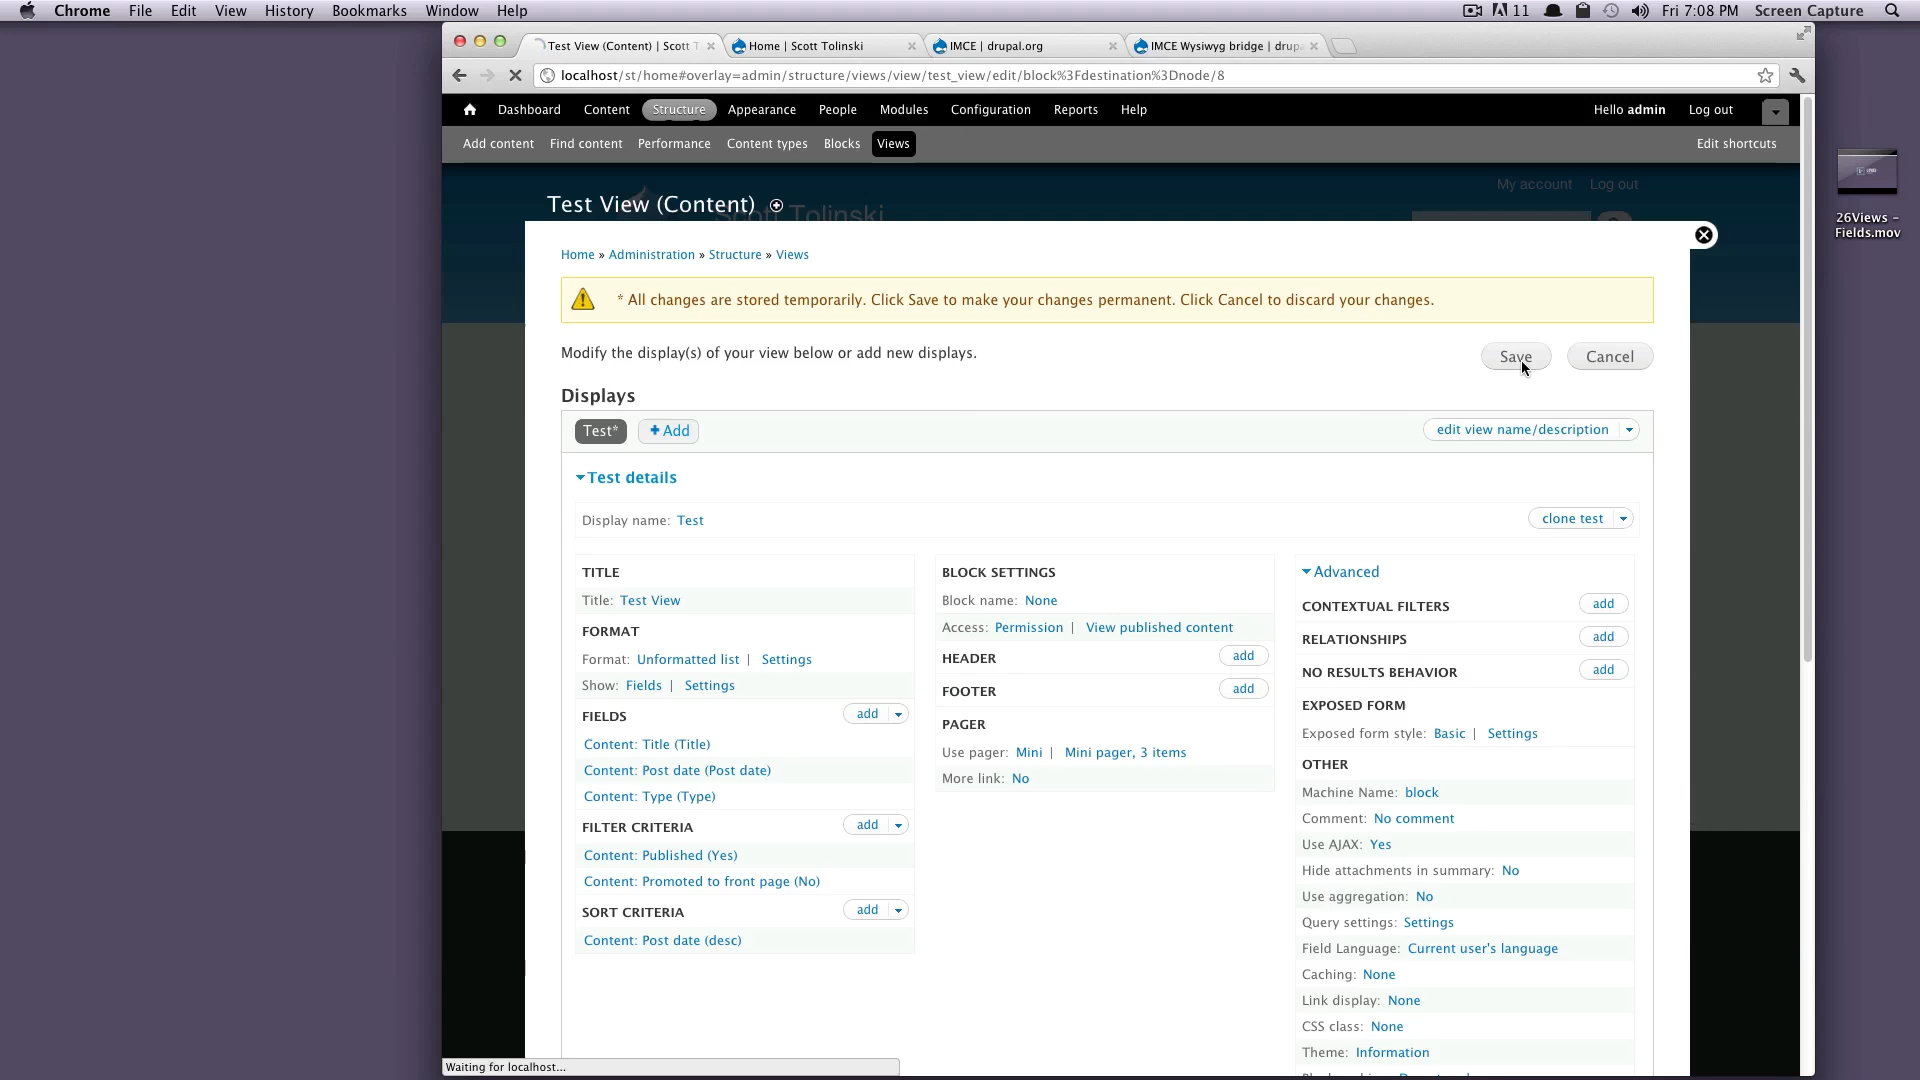 Chrome File Edit View History Bookmarks Window Help
11 Fri 7:08 PM Screen Capture
Test View (Content) | Scott T
Home | Scott Tolinski
IMCE | drupal.org
IMCE Wysiwyg bridge | drup
localhost/st/home#overlay=admin/structure/views/view/test_view/edit/block%3Fdestination%3Dnode/8
Dashboard Content Structure Appearance People Modules Configuration Reports Help
Hello admin Log out
Add content Find content Performance Content types Blocks Views
Edit shortcuts
My account Log out
Test View (Content)
Scott Tolinski
26Views -
Fields.mov
Home » Administration » Structure » Views
* All changes are stored temporarily. Click Save to make your changes permanent. Click Cancel to discard your changes.
Modify the display(s) of your view below or add new displays.
Save
Cancel
Displays
Test*
+ Add
edit view name/description
Test details
Display name: Test
clone test
TITLE
Title: Test View
FORMAT
Format: Unformatted list | Settings
Show: Fields | Settings
FIELDS
add
Content: Title (Title)
Content: Post date (Post date)
Content: Type (Type)
FILTER CRITERIA
add
Content: Published (Yes)
Content: Promoted to front page (No)
SORT CRITERIA
add
Content: Post date (desc)
BLOCK SETTINGS
Block name: None
Access: Permission | View published content
HEADER
add
FOOTER
add
PAGER
Use pager: Mini | Mini pager, 3 items
More link: No
Advanced
CONTEXTUAL FILTERS
add
RELATIONSHIPS
add
NO RESULTS BEHAVIOR
add
EXPOSED FORM
Exposed form style: Basic | Settings
OTHER
Machine Name: block
Comment: No comment
Use AJAX: Yes
Hide attachments in summary: No
Use aggregation: No
Query settings: Settings
Field Language: Current user's language
Caching: None
Link display: None
CSS class: None
Theme: Information
Waiting for localhost...